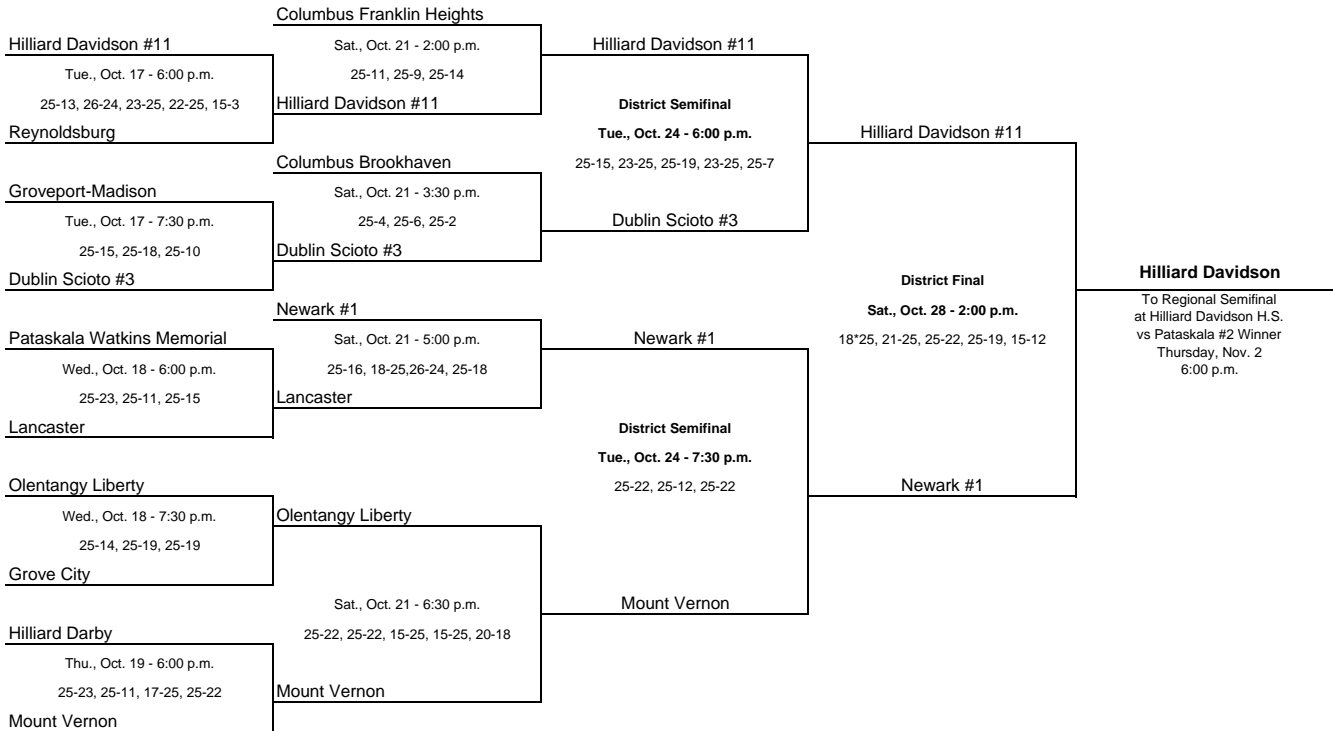 Columbus Franklin Heights
Hilliard Davidson #11
Sat., Oct. 21 - 2:00 p.m.
Hilliard Davidson #11
Tue., Oct. 17 - 6:00 p.m.
25-11, 25-9, 25-14
25-13, 26-24, 23-25, 22-25, 15-3
Hilliard Davidson #11
District Semifinal
Reynoldsburg
Tue., Oct. 24 - 6:00 p.m.
Hilliard Davidson #11
Columbus Brookhaven
25-15, 23-25, 25-19, 23-25, 25-7
Groveport-Madison
Sat., Oct. 21 - 3:30 p.m.
Tue., Oct. 17 - 7:30 p.m.
25-4, 25-6, 25-2
Dublin Scioto #3
25-15, 25-18, 25-10
Dublin Scioto #3
Dublin Scioto #3
District Final
Hilliard Davidson
Newark #1
Sat., Oct. 28 - 2:00 p.m.
To Regional Semifinal
at Hilliard Davidson H.S.
vs Pataskala #2 Winner
Thursday, Nov. 2
6:00 p.m.
Pataskala Watkins Memorial
Sat., Oct. 21 - 5:00 p.m.
Newark #1
18*25, 21-25, 25-22, 25-19, 15-12
Wed., Oct. 18 - 6:00 p.m.
25-16, 18-25,26-24, 25-18
25-23, 25-11, 25-15
Lancaster
Lancaster
District Semifinal
Tue., Oct. 24 - 7:30 p.m.
Olentangy Liberty
25-22, 25-12, 25-22
Newark #1
Wed., Oct. 18 - 7:30 p.m.
Olentangy Liberty
25-14, 25-19, 25-19
Grove City
Sat., Oct. 21 - 6:30 p.m.
Mount Vernon
Hilliard Darby
25-22, 25-22, 15-25, 15-25, 20-18
Thu., Oct. 19 - 6:00 p.m.
25-23, 25-11, 17-25, 25-22
Mount Vernon
Mount Vernon